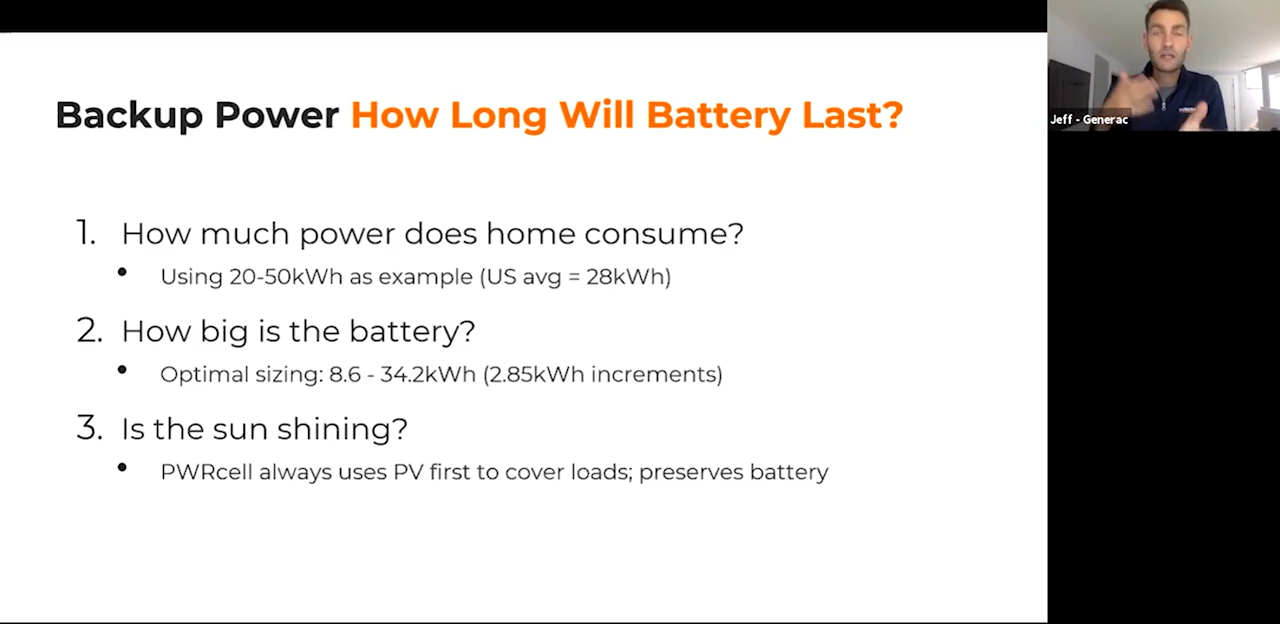 Backup Power How Long Will Battery Last?
1. How much power does home consume?
• Using 20-50kWh as example (US avg = 28kWh)
2. How big is the battery?
• Optimal sizing: 8.6 - 34.2kWh (2.85kWh increments)
3. Is the sun shining?
• PWRcell always uses PV first to cover loads; preserves battery
Jeff - Generac